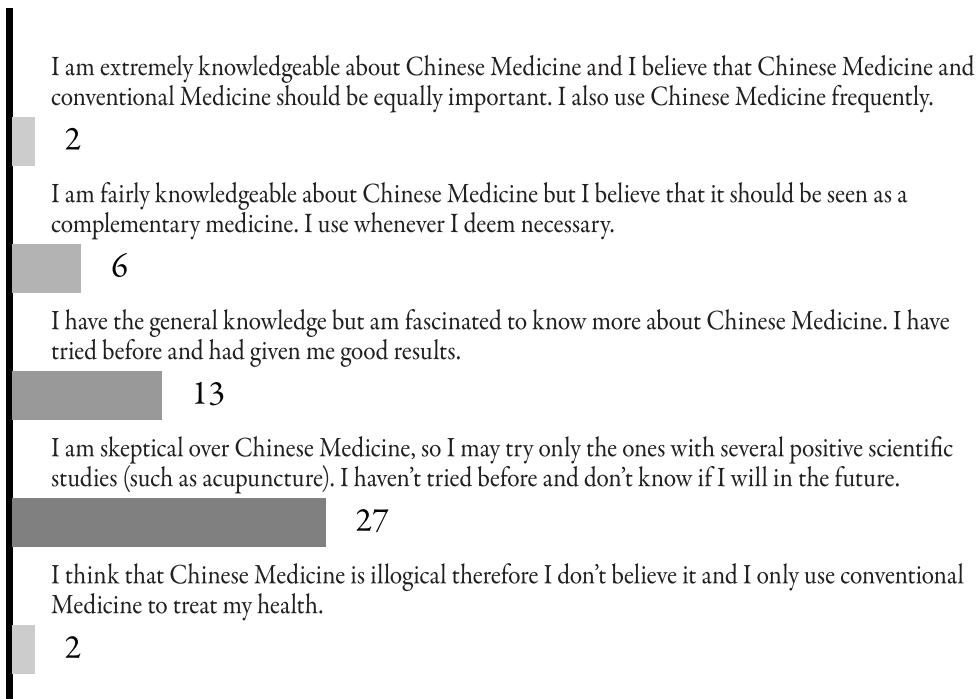 I am extremely knowledgeable about Chinese Medicine and I believe that Chinese Medicine and
conventional Medicine should be equally important. I also use Chinese Medicine frequently.
2
I am fairly knowledgeable about Chinese Medicine but I believe that it should be seen as a
complementary medicine. I use whenever I deem necessary.
6
I have the general knowledge but am fascinated to know more about Chinese Medicine. I have
tried before and had given me good results.
13
I am skeptical over Chinese Medicine, so I may try only the ones with several positive scientific
studies (such as acupuncture). I haven’t tried before and don’t know if I will in the future.
27
I think that Chinese Medicine is illogical therefore I don’t believe it and I only use conventional
Medicine to treat my health.
2